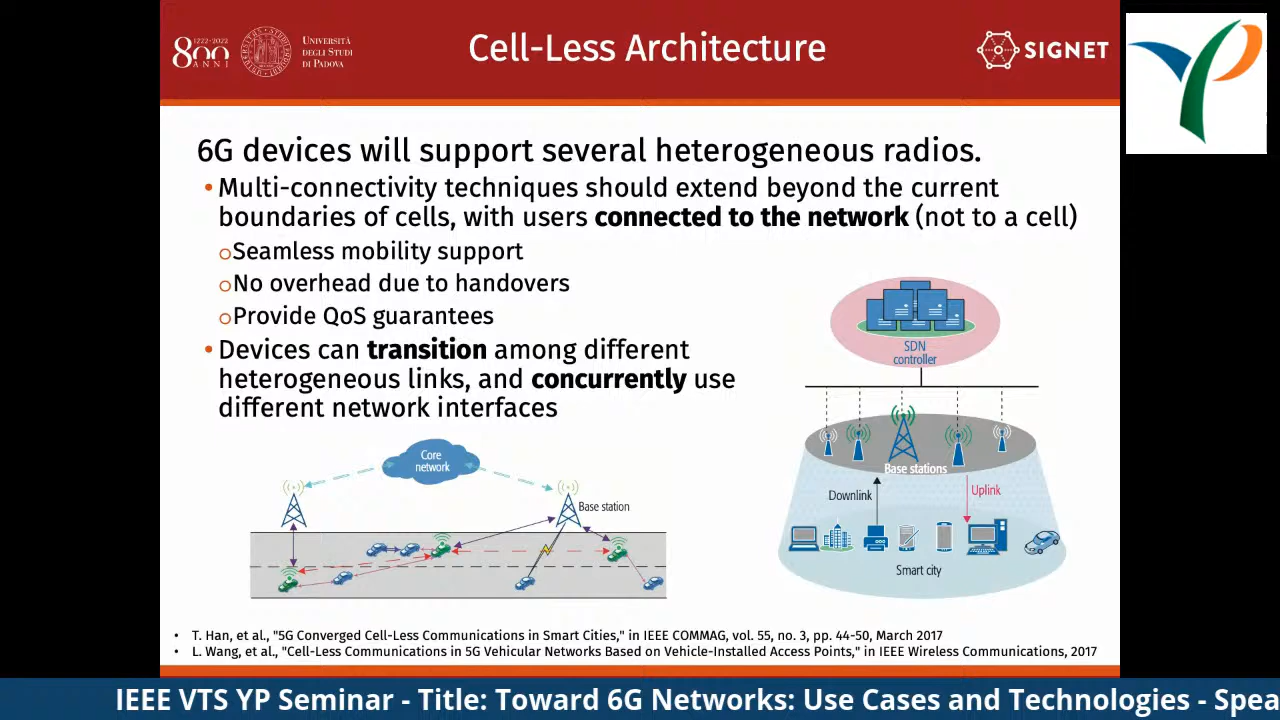 800
1222-2022
ANNI
UNIVERSITÀ
DEGLI STUDI
DI PADOVA
Cell-Less Architecture
SIGNET
6G devices will support several heterogeneous radios.
• Multi-connectivity techniques should extend beyond the current
boundaries of cells, with users connected to the network (not to a cell)
oSeamless mobility support
oNo overhead due to handovers
oProvide QoS guarantees
• Devices can transition among different
heterogeneous links, and concurrently use
different network interfaces
SDN
controller
Base stations
Downlink
Uplink
Smart city
Core
network
Base station
• T. Han, et al., "5G Converged Cell-Less Communications in Smart Cities," in IEEE COMMAG, vol. 55, no. 3, pp. 44-50, March 2017
• L. Wang, et al., "Cell-Less Communications in 5G Vehicular Networks Based on Vehicle-Installed Access Points," in IEEE Wireless Communications, 2017
IEEE VTS YP Seminar - Title: Toward 6G Networks: Use Cases and Technologies - Spea